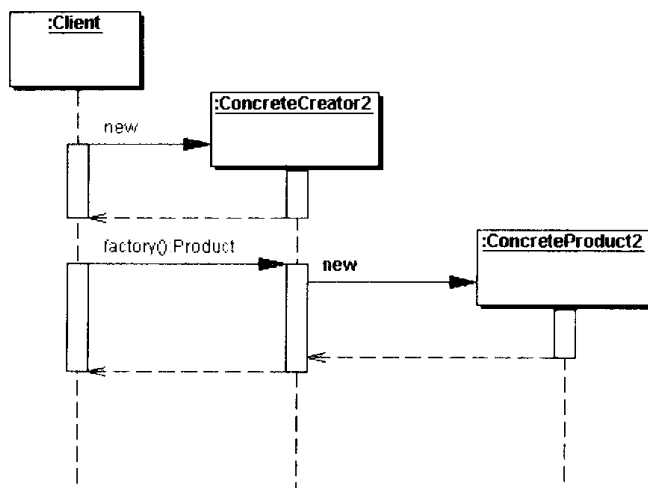 :Client
:ConcreteCreator2
new
:ConcreteProduct2
factory():Product
new